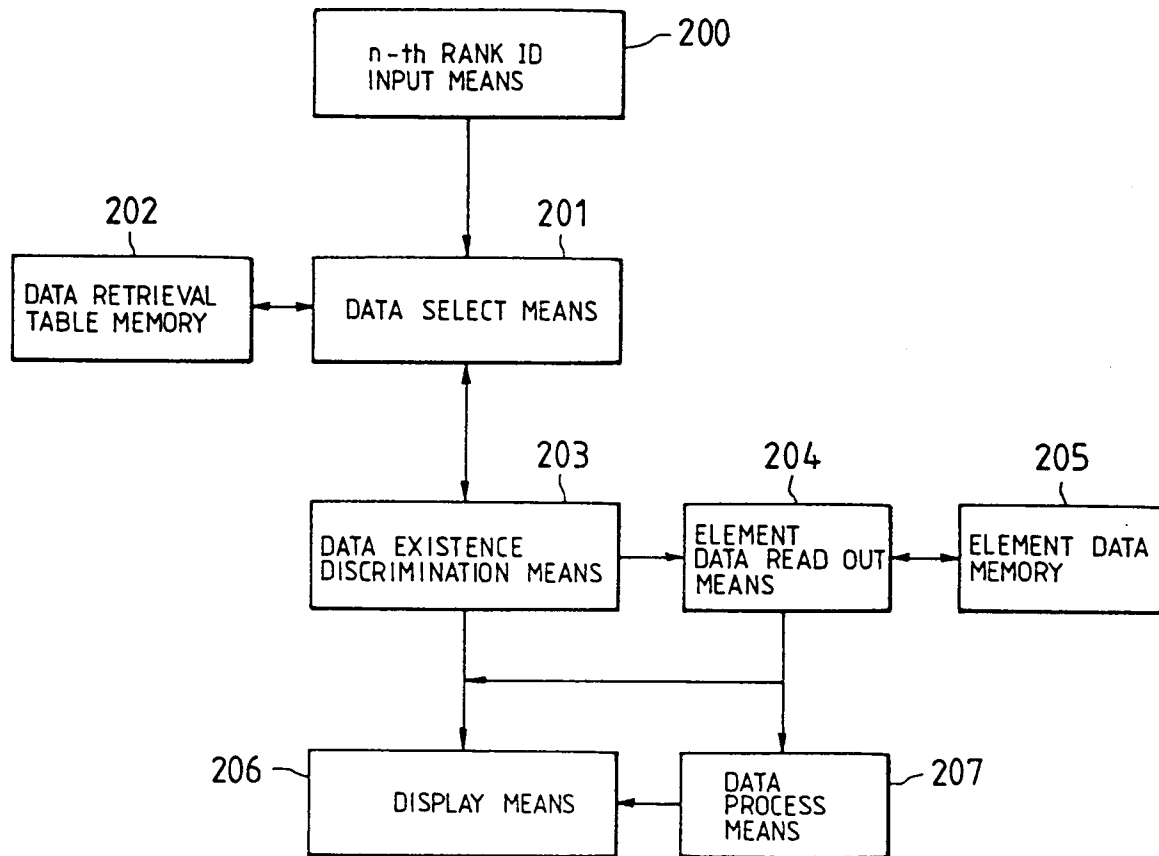 n-th RANK ID
INPUT MEANS
200
202
201
DATA RETRIEVAL
TABLE MEMORY
DATA SELECT MEANS
203
204
205
DATA EXISTENCE
DISCRIMINATION MEANS
ELEMENT
DATA READ OUT
MEANS
ELEMENT DATA
MEMORY
206
DISPLAY MEANS
DATA
PROCESS
MEANS
207